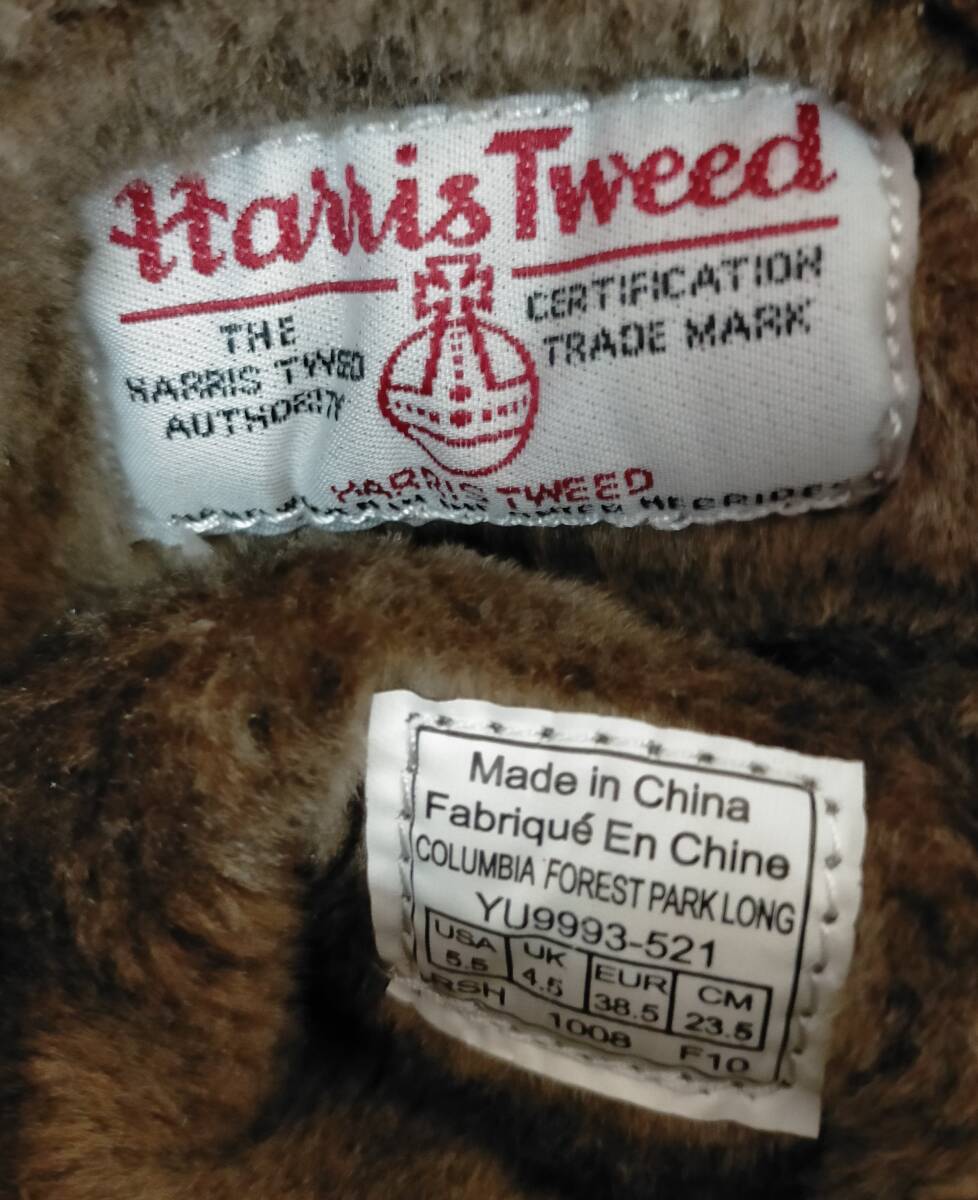 Harris Tweed
THE
HARRIS TWEED
AUTHORITY
CERTIFICATION
TRADE MARK
HARRIS TWEED
HEBRIDES
Made in China
Fabriqué En Chine
COLUMBIA FOREST PARK LONG
YU9993-521
USA UK EUR CM
5.5 4.5 38.5 23.5
1008 F10